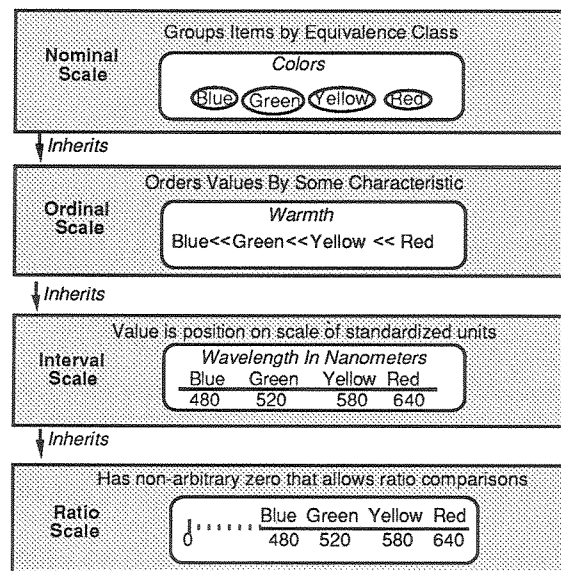 Groups Items by Equivalence Class
Nominal Scale
Colors
Blue Green Yellow Red
Inherits
Orders Values By Some Characteristic
Ordinal Scale
Warmth
Blue<<Green<<Yellow << Red
Inherits
Value is position on scale of standardized units
Interval Scale
Wavelength In Nanometers
Blue Green Yellow Red
480 520 580 640
Inherits
Has non-arbitrary zero that allows ratio comparisons
Ratio Scale
Blue Green Yellow Red
0 480 520 580 640